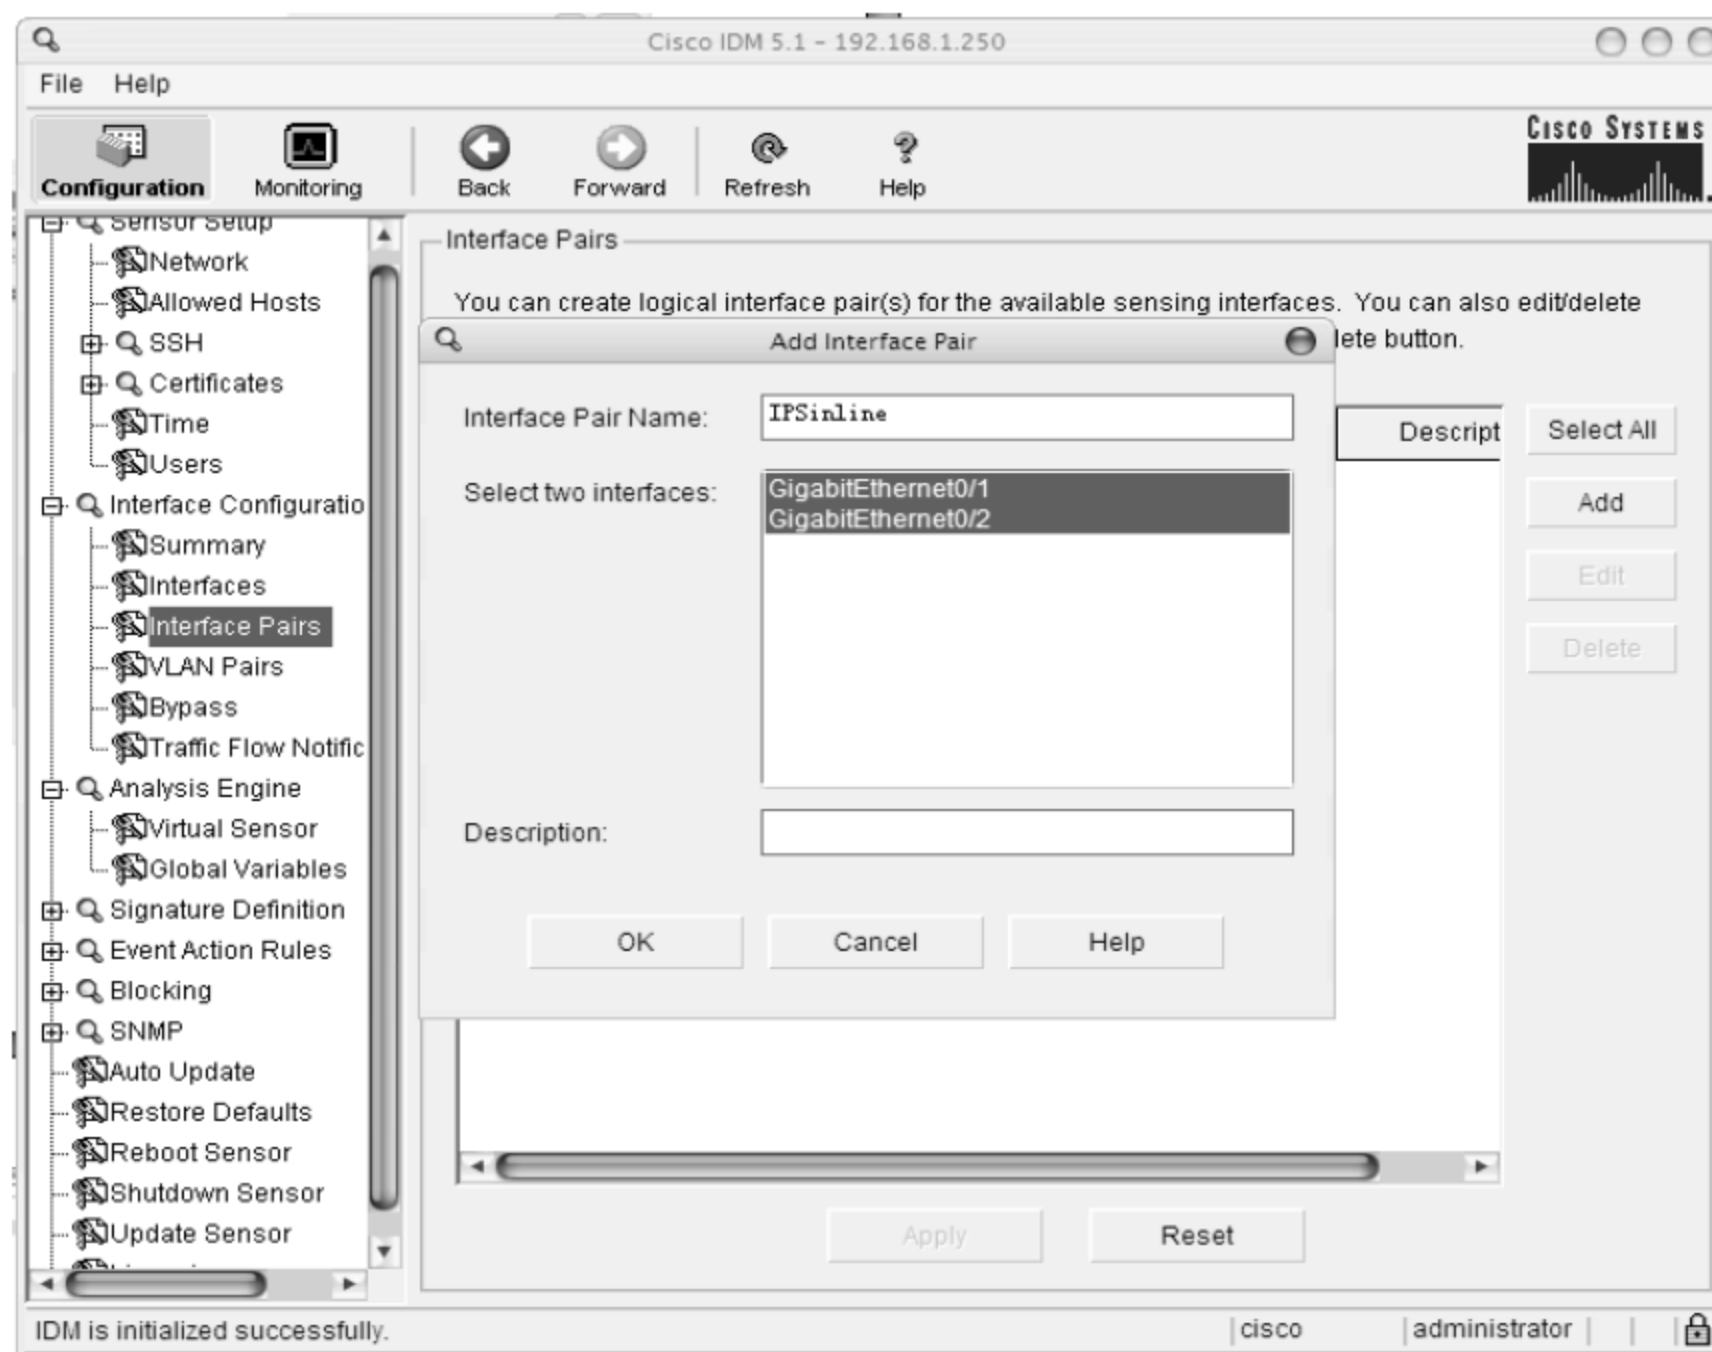 Cisco IDM 5.1 - 192.168.1.250
File Help
Configuration Monitoring Back Forward Refresh Help
CISCO SYSTEMS
Sensor Setup
Network
Allowed Hosts
SSH
Certificates
Time
Users
Interface Configuratio
Summary
Interfaces
Interface Pairs
VLAN Pairs
Bypass
Traffic Flow Notific
Analysis Engine
Virtual Sensor
Global Variables
Signature Definition
Event Action Rules
Blocking
SNMP
Auto Update
Restore Defaults
Reboot Sensor
Shutdown Sensor
Update Sensor
Interface Pairs
You can create logical interface pair(s) for the available sensing interfaces. You can also edit/delete
lete button.
Add Interface Pair
Interface Pair Name: IPSinline
Select two interfaces: GigabitEthernet0/1
GigabitEthernet0/2
Description:
OK Cancel Help
Descript
Select All
Add
Edit
Delete
Apply Reset
IDM is initialized successfully. cisco administrator